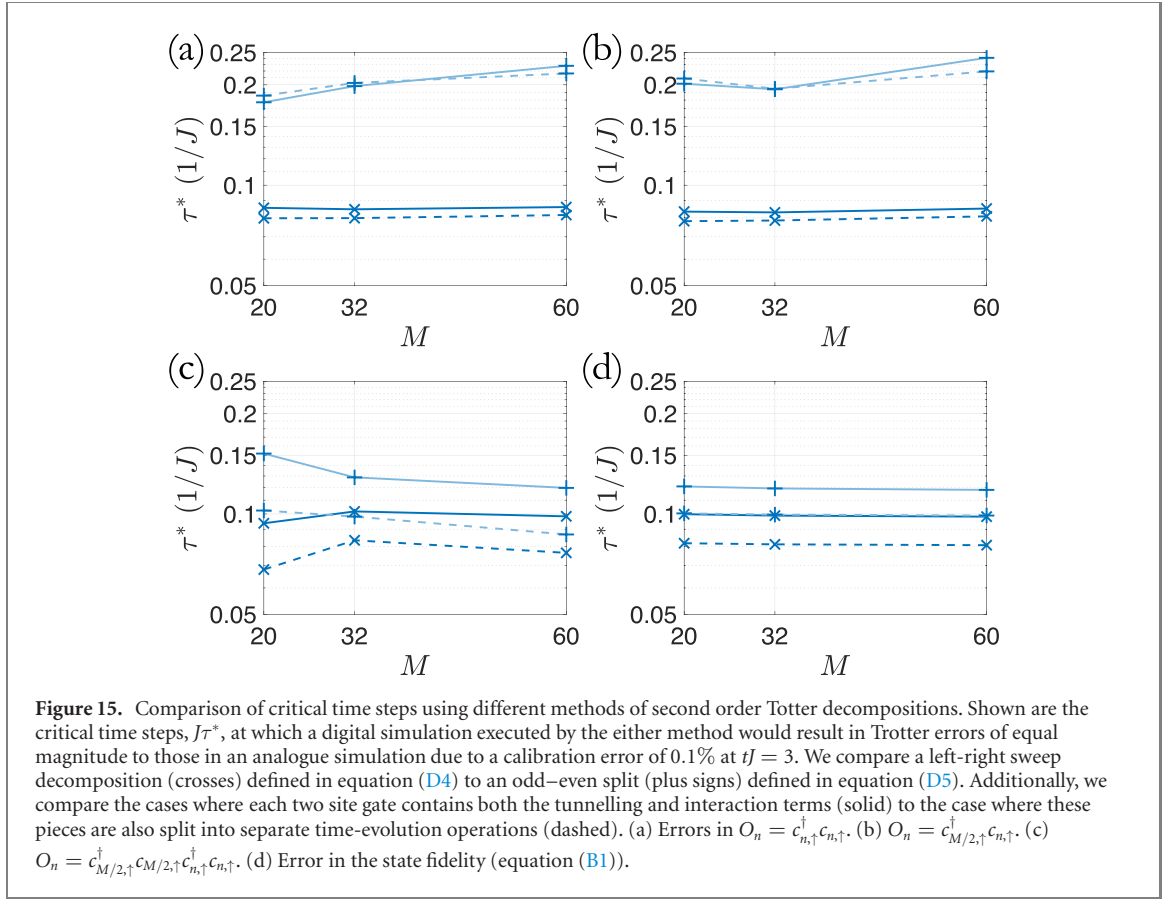 (a)
0.25
0.2
0.15
0.1
0.05
τ* (1/J)
20 32 60
M
(b)
0.25
0.2
0.15
0.1
0.05
τ* (1/J)
20 32 60
M
(c)
0.25
0.2
0.15
0.1
0.05
τ* (1/J)
20 32 60
M
(d)
0.25
0.2
0.15
0.1
0.05
τ* (1/J)
20 32 60
M
Figure 15. Comparison of critical time steps using different methods of second order Totter decompositions. Shown are the
critical time steps, Jτ*, at which a digital simulation executed by the either method would result in Trotter errors of equal
magnitude to those in an analogue simulation due to a calibration error of 0.1% at tJ = 3. We compare a left-right sweep
decomposition (crosses) defined in equation (D4) to an odd–even split (plus signs) defined in equation (D5). Additionally, we
compare the cases where each two site gate contains both the tunnelling and interaction terms (solid) to the case where these
pieces are also split into separate time-evolution operations (dashed). (a) Errors in Oₙ = c†ₙ,↑cₙ,↑. (b) Oₙ = c†_{M/2,↑}cₙ,↑. (c)
Oₙ = c†_{M/2,↑}c_{M/2,↑}c†ₙ,↑cₙ,↑. (d) Error in the state fidelity (equation (B1)).